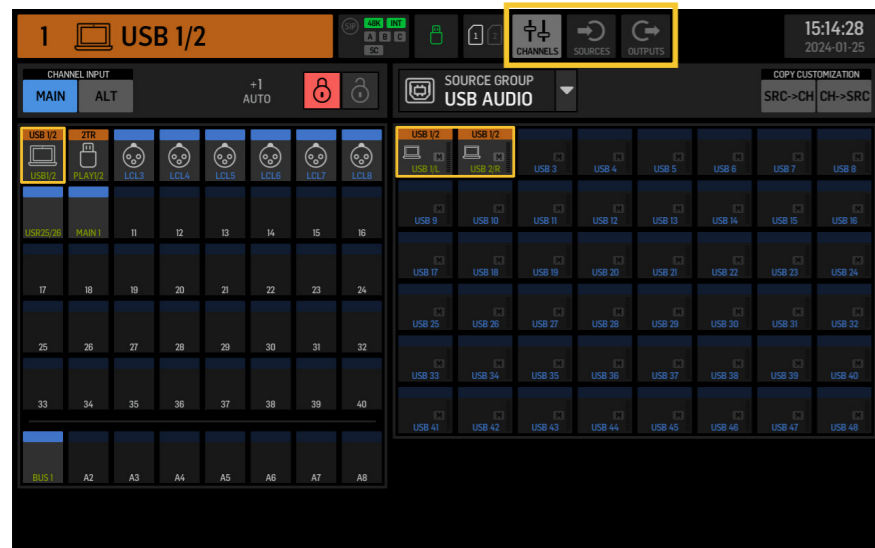 1 USB 1/2
SIP 48K INT
A B C
SC
1 2
CHANNELS SOURCES OUTPUTS
15:14:28
2024-01-25
CHANNEL INPUT
MAIN ALT
+1
AUTO
SOURCE GROUP
USB AUDIO
COPY CUSTOMIZATION
SRC->CH CH->SRC
USB 1/2 2TR
USB1/2 PLAY1/2 LCL3 LCL4 LCL5 LCL6 LCL7 LCL8
USR25/26 MAIN 1 11 12 13 14 15 16
17 18 19 20 21 22 23 24
25 26 27 28 29 30 31 32
33 34 35 36 37 38 39 40
BUS 1 A2 A3 A4 A5 A6 A7 A8
USB 1/2 USB 1/2
USB 1/L USB 2/R USB 3 USB 4 USB 5 USB 6 USB 7 USB 8
USB 9 USB 10 USB 11 USB 12 USB 13 USB 14 USB 15 USB 16
USB 17 USB 18 USB 19 USB 20 USB 21 USB 22 USB 23 USB 24
USB 25 USB 26 USB 27 USB 28 USB 29 USB 30 USB 31 USB 32
USB 33 USB 34 USB 35 USB 36 USB 37 USB 38 USB 39 USB 40
USB 41 USB 42 USB 43 USB 44 USB 45 USB 46 USB 47 USB 48